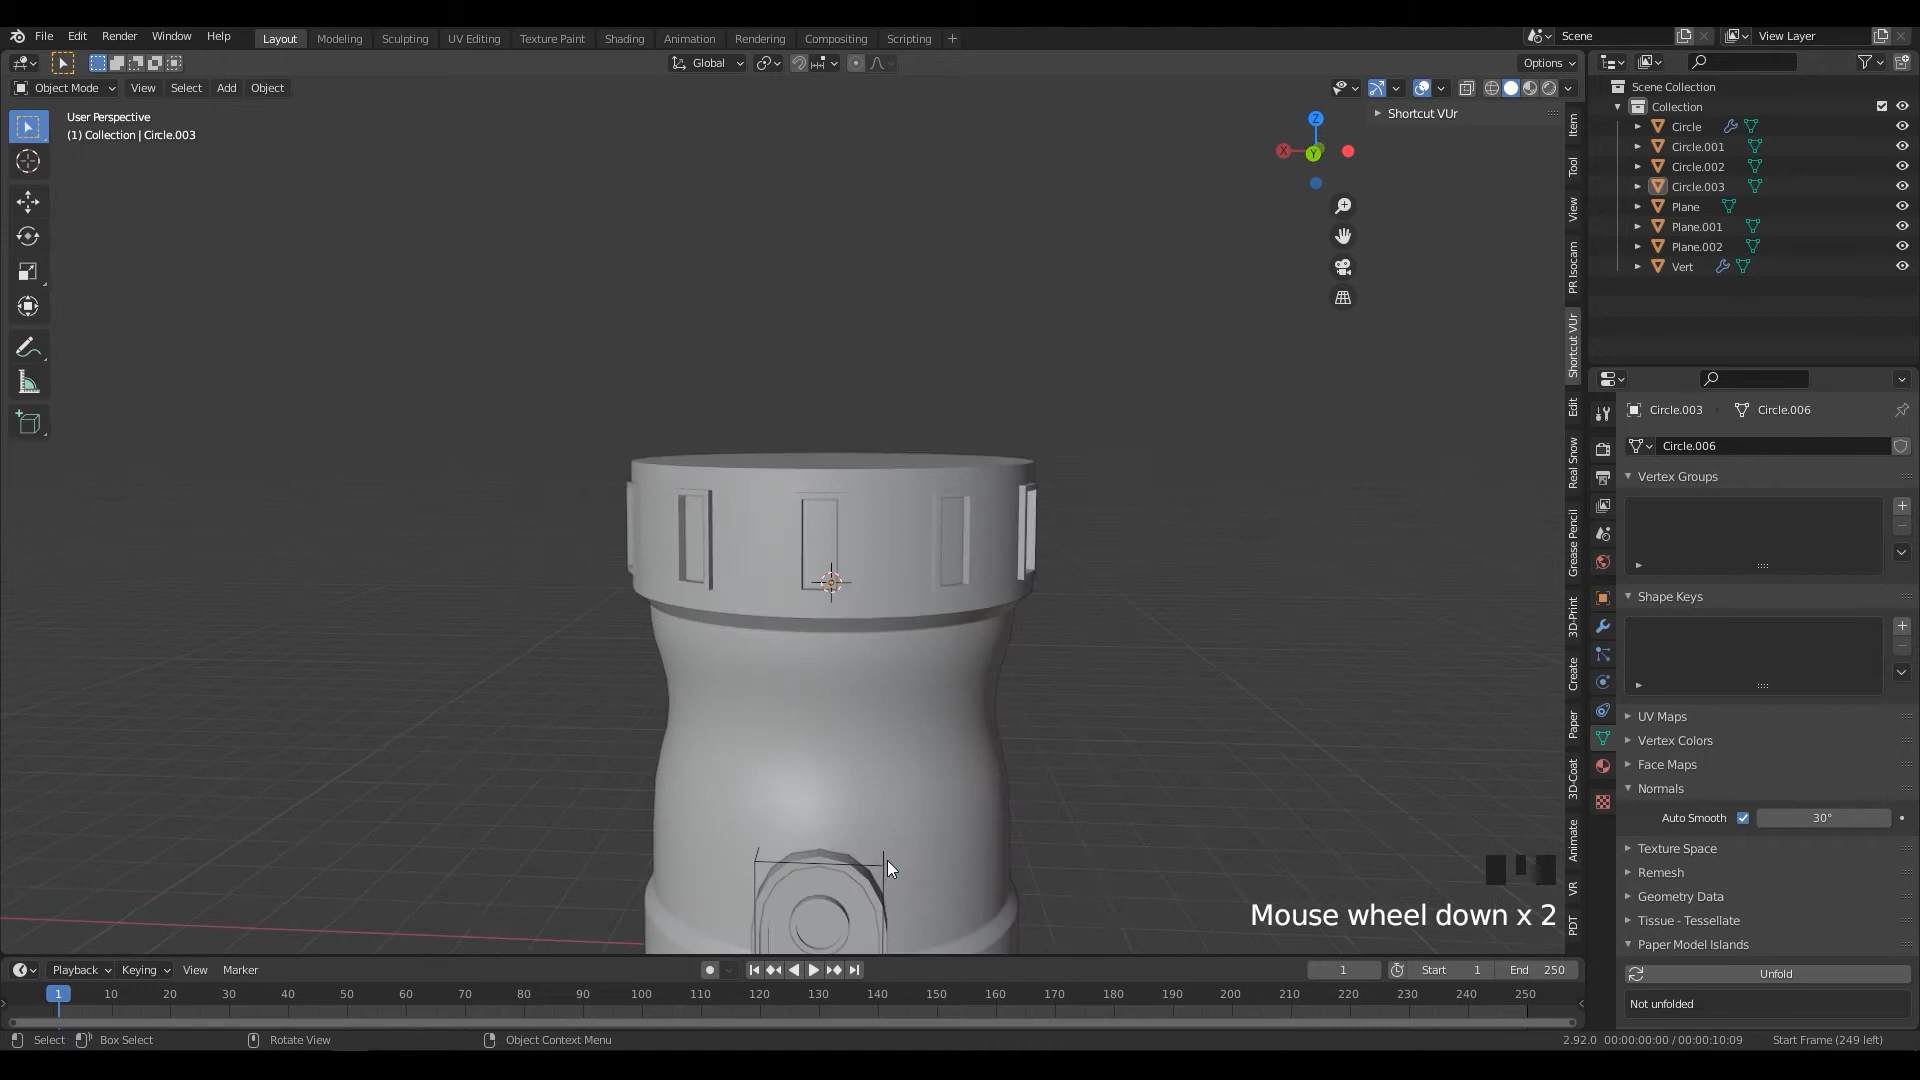 File Edit Render Window Help Layout Modeling Sculpting UV Editing Texture Paint Shading Animation Rendering Compositing Scripting + Scene View Layer
Global Options
Object Mode View Select Add Object
User Perspective
(1) Collection | Circle.003
Z
X
Y
Shortcut VUr
Item
Tool
View
PR Isocam
Shortcut VUr
Edit
Real Snow
Grease Pencil
3D-Print
Create
Paper
3D-Coat
Animate
VR
PDT
Scene Collection
Collection
Circle
Circle.001
Circle.002
Circle.003
Plane
Plane.001
Plane.002
Vert
Circle.003 Circle.006
Circle.006
Vertex Groups
Shape Keys
UV Maps
Vertex Colors
Face Maps
Normals
Auto Smooth 30°
Texture Space
Remesh
Geometry Data
Tissue - Tessellate
Paper Model Islands
Unfold
Not unfolded
Mouse wheel down x 2
Playback Keying View Marker 1 Start 1 End 250
1 10 20 30 40 50 60 70 80 90 100 110 120 130 140 150 160 170 180 190 200 210 220 230 240 250
Select Box Select Rotate View Object Context Menu 2.92.0 00:00:00:00 / 00:00:10:09 Start Frame (249 left)